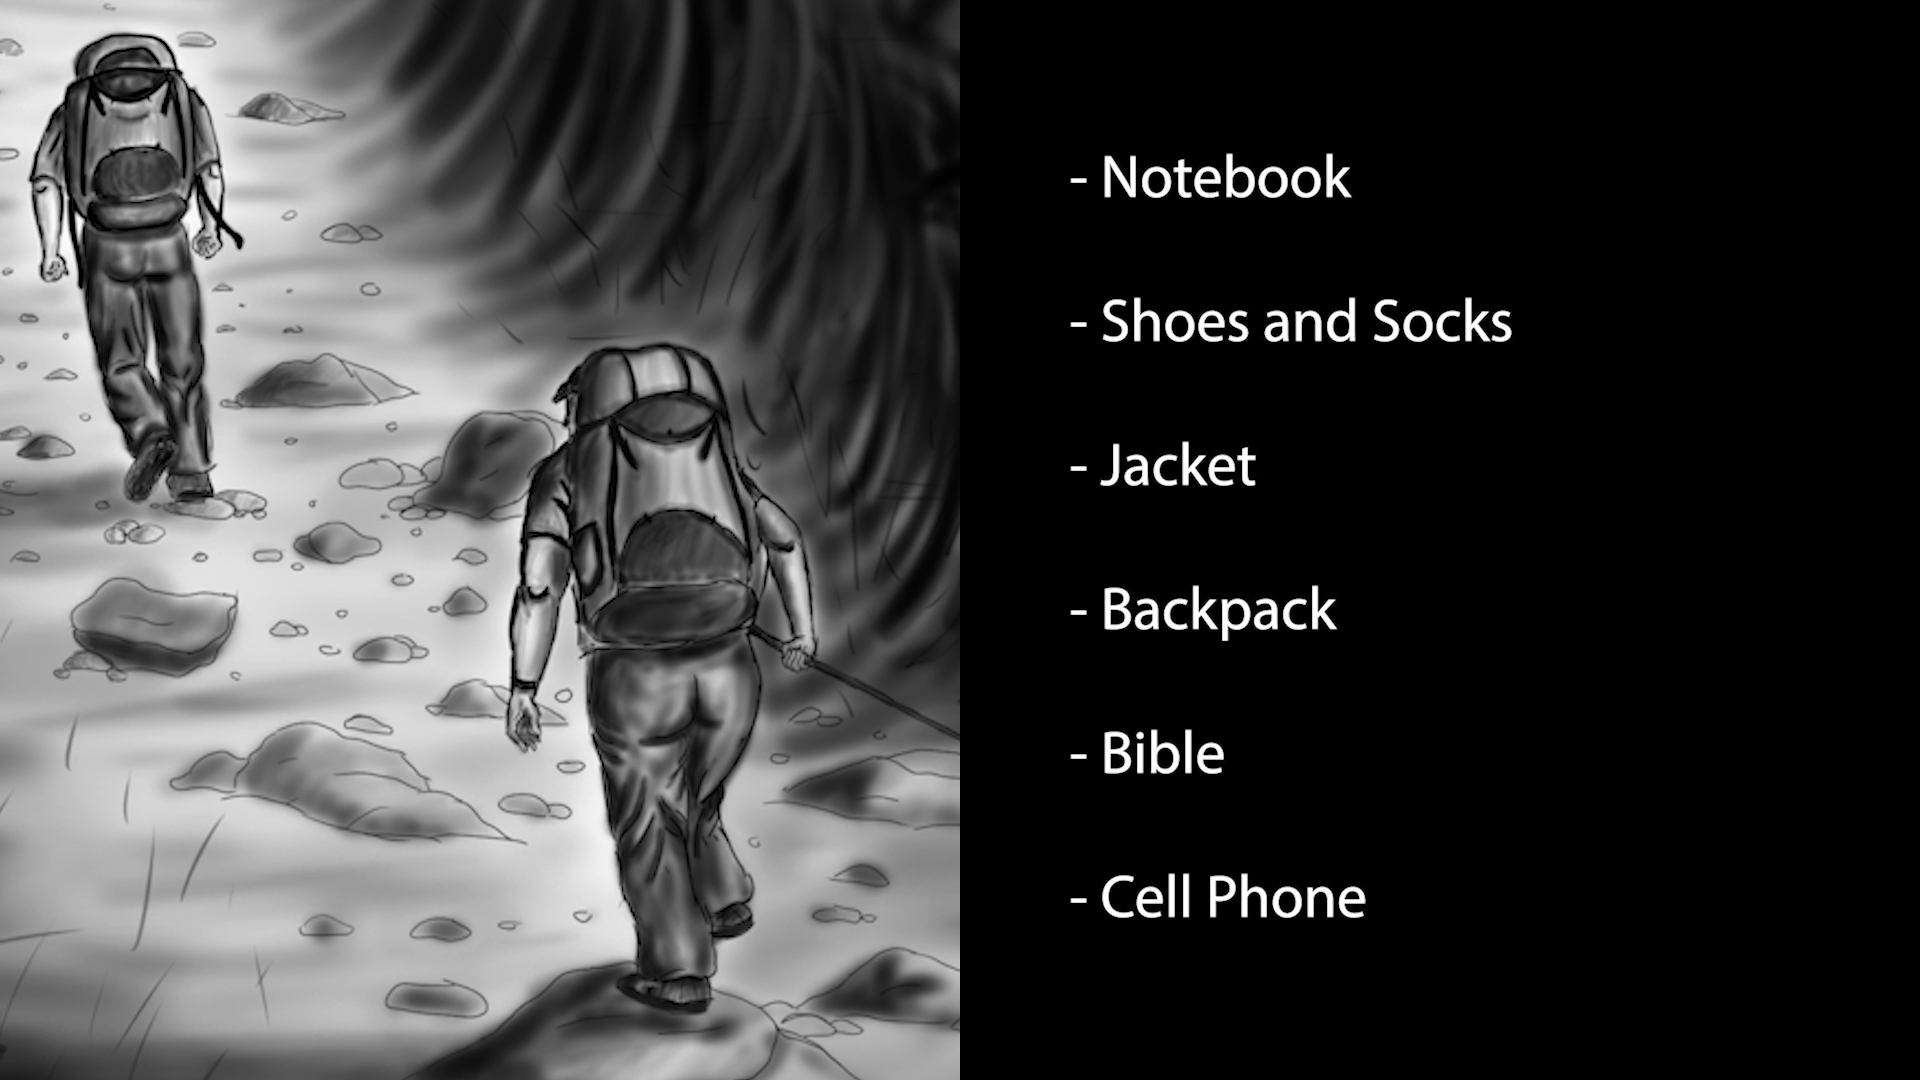 - Notebook
- Shoes and Socks
- Jacket
- Backpack
- Bible
- Cell Phone